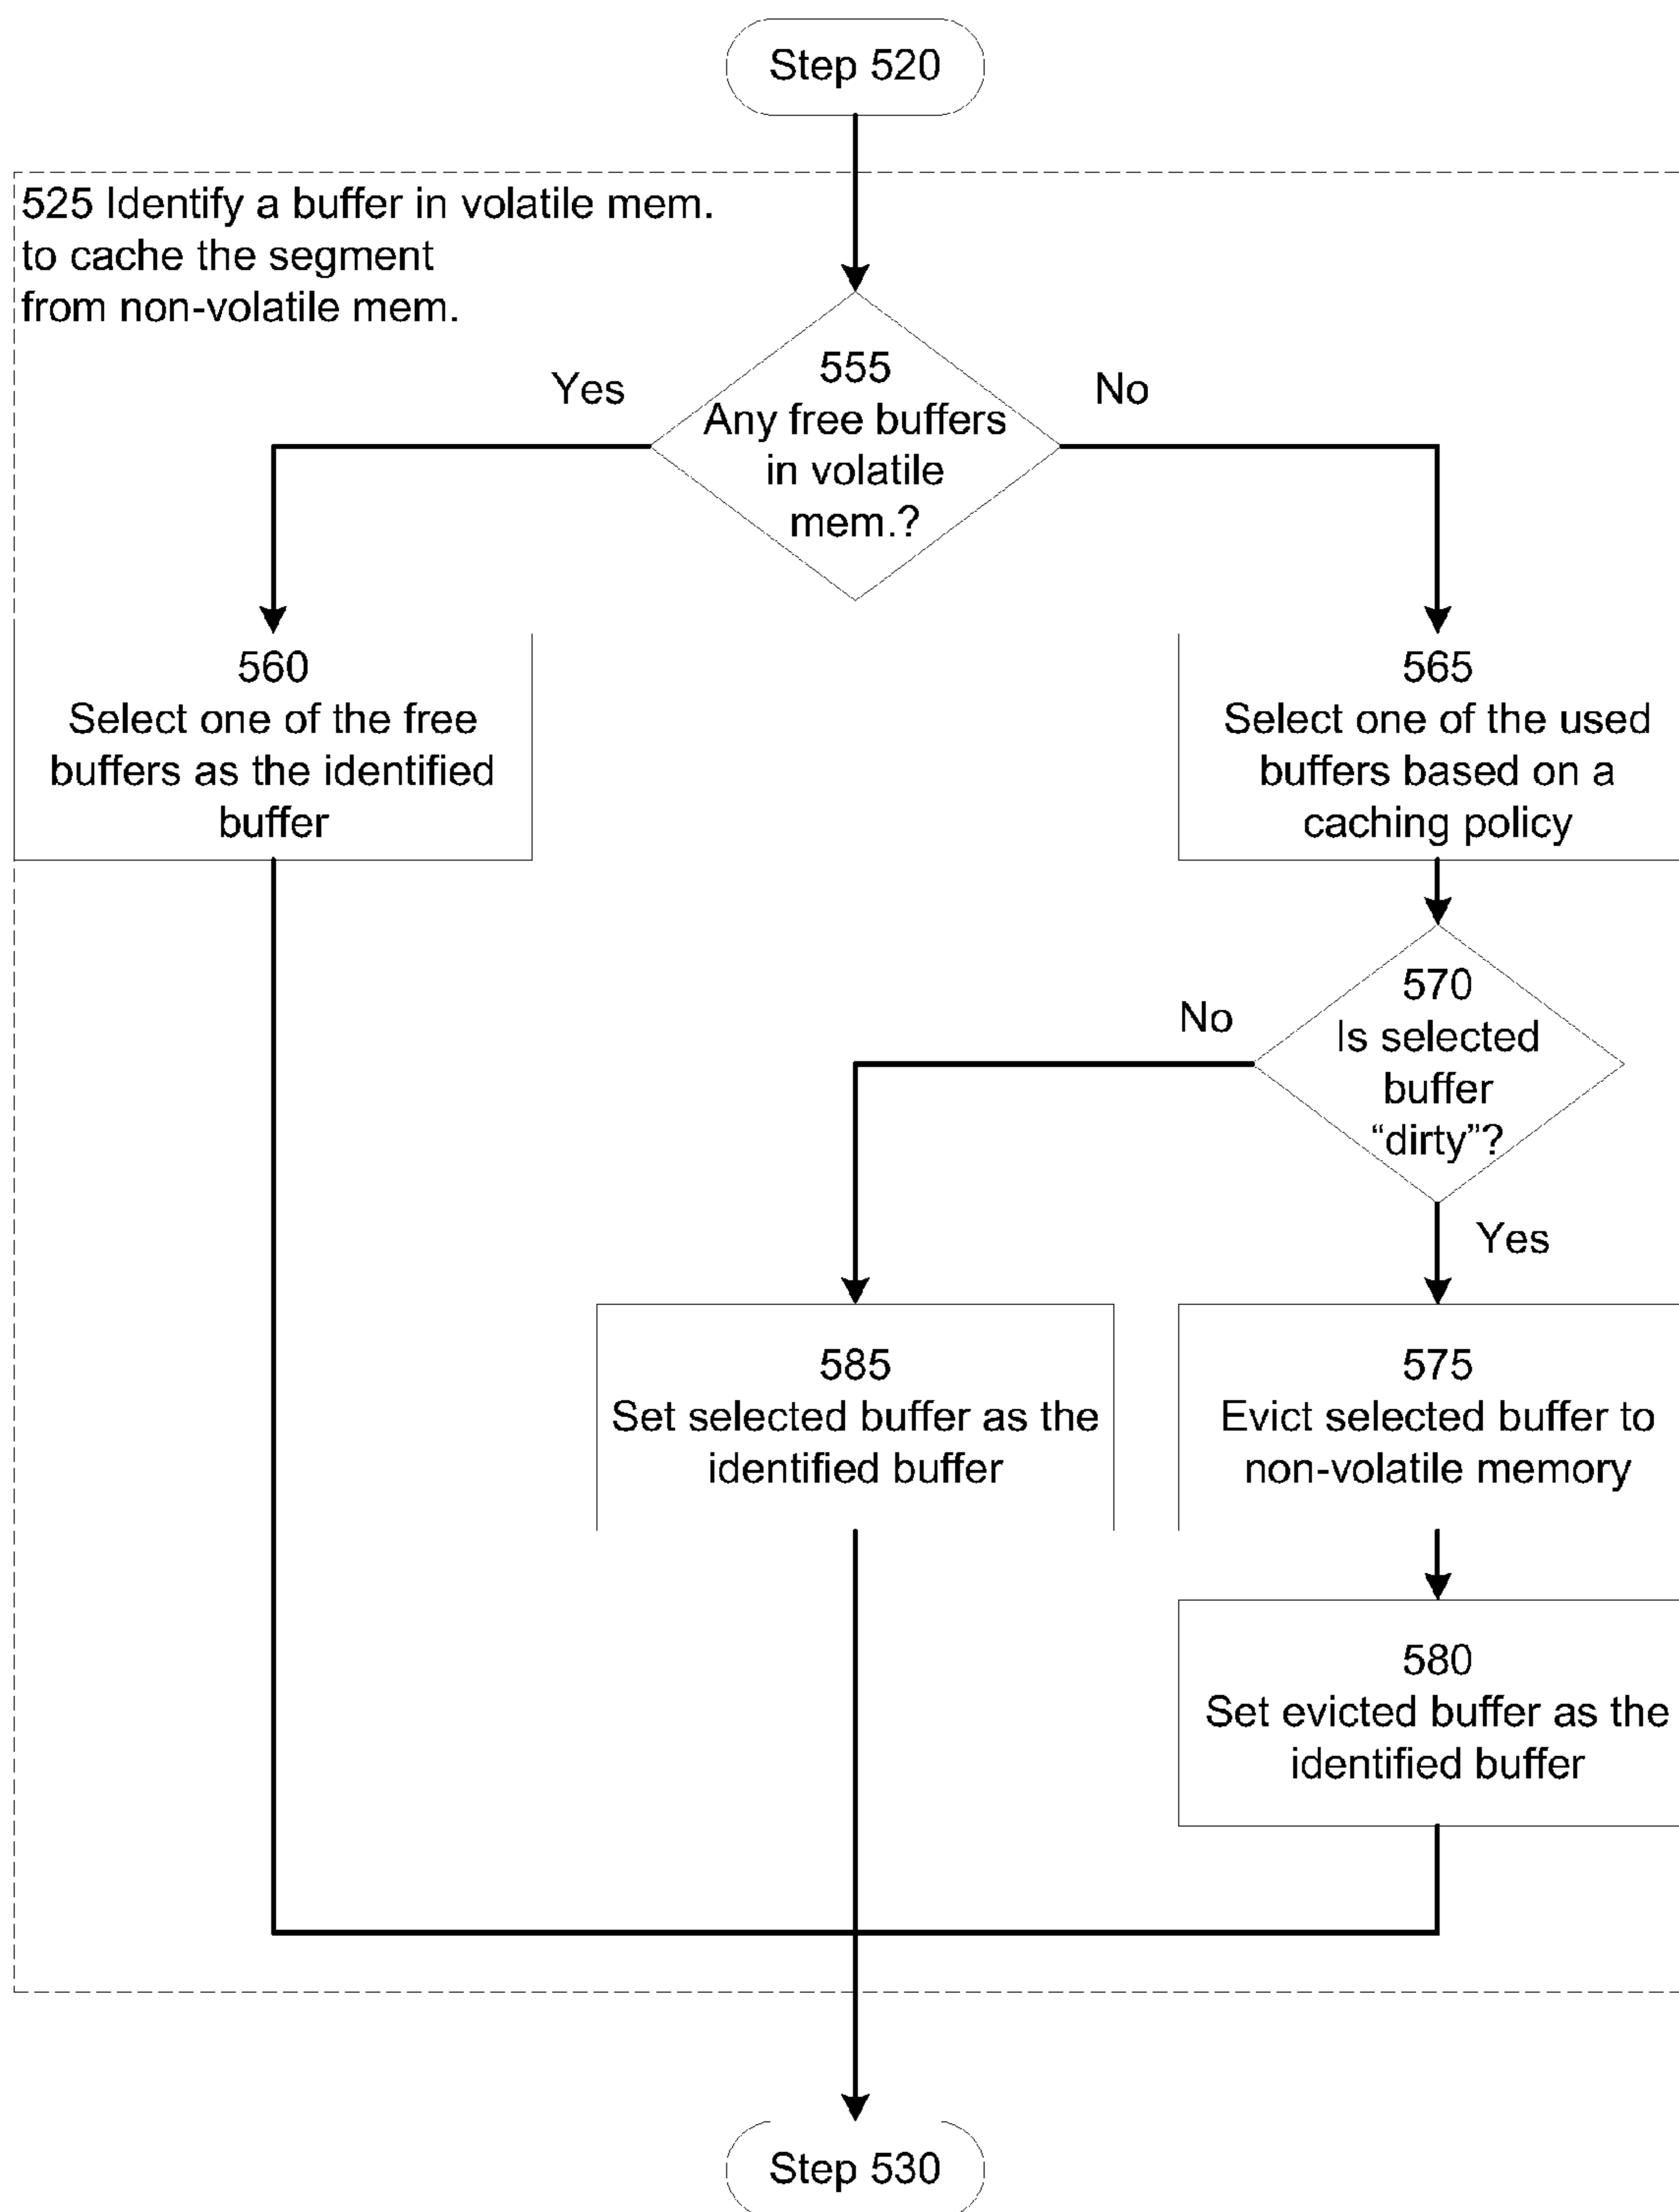 Step 520
525 Identify a buffer in volatile mem.
to cache the segment
from non-volatile mem.
555
Any free buffers
in volatile
mem.?
Yes
No
560
Select one of the free
buffers as the identified
buffer
565
Select one of the used
buffers based on a
caching policy
570
Is selected
buffer
“dirty”?
No
Yes
585
Set selected buffer as the
identified buffer
575
Evict selected buffer to
non-volatile memory
580
Set evicted buffer as the
identified buffer
Step 530